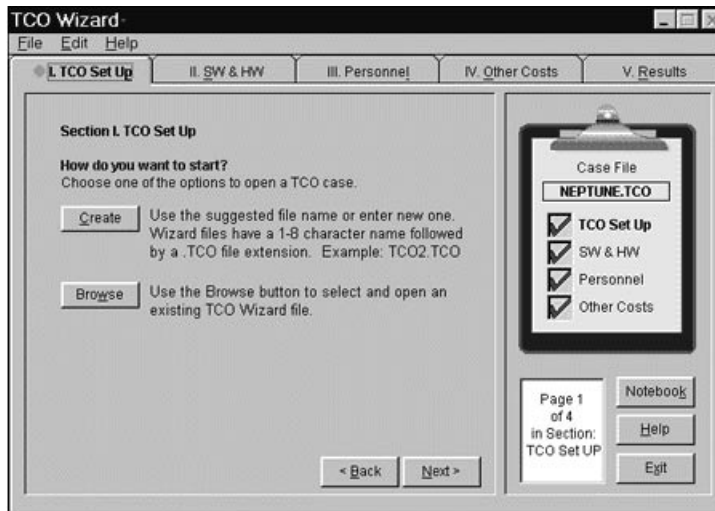 TCO Wizard-
File Edit Help
I. TCO Set Up
II. SW & HW
III. Personnel
IV. Other Costs
V. Results
Section I. TCO Set Up
How do you want to start?
Choose one of the options to open a TCO case.
Create
Use the suggested file name or enter new one.
Wizard files have a 1-8 character name followed
by a .TCO file extension. Example: TCO2.TCO
Browse
Use the Browse button to select and open an
existing TCO Wizard file.
< Back
Next >
Case File
NEPTUNE.TCO
TCO Set Up
SW & HW
Personnel
Other Costs
Page 1
of 4
in Section:
TCO Set UP
Notebook
Help
Exit